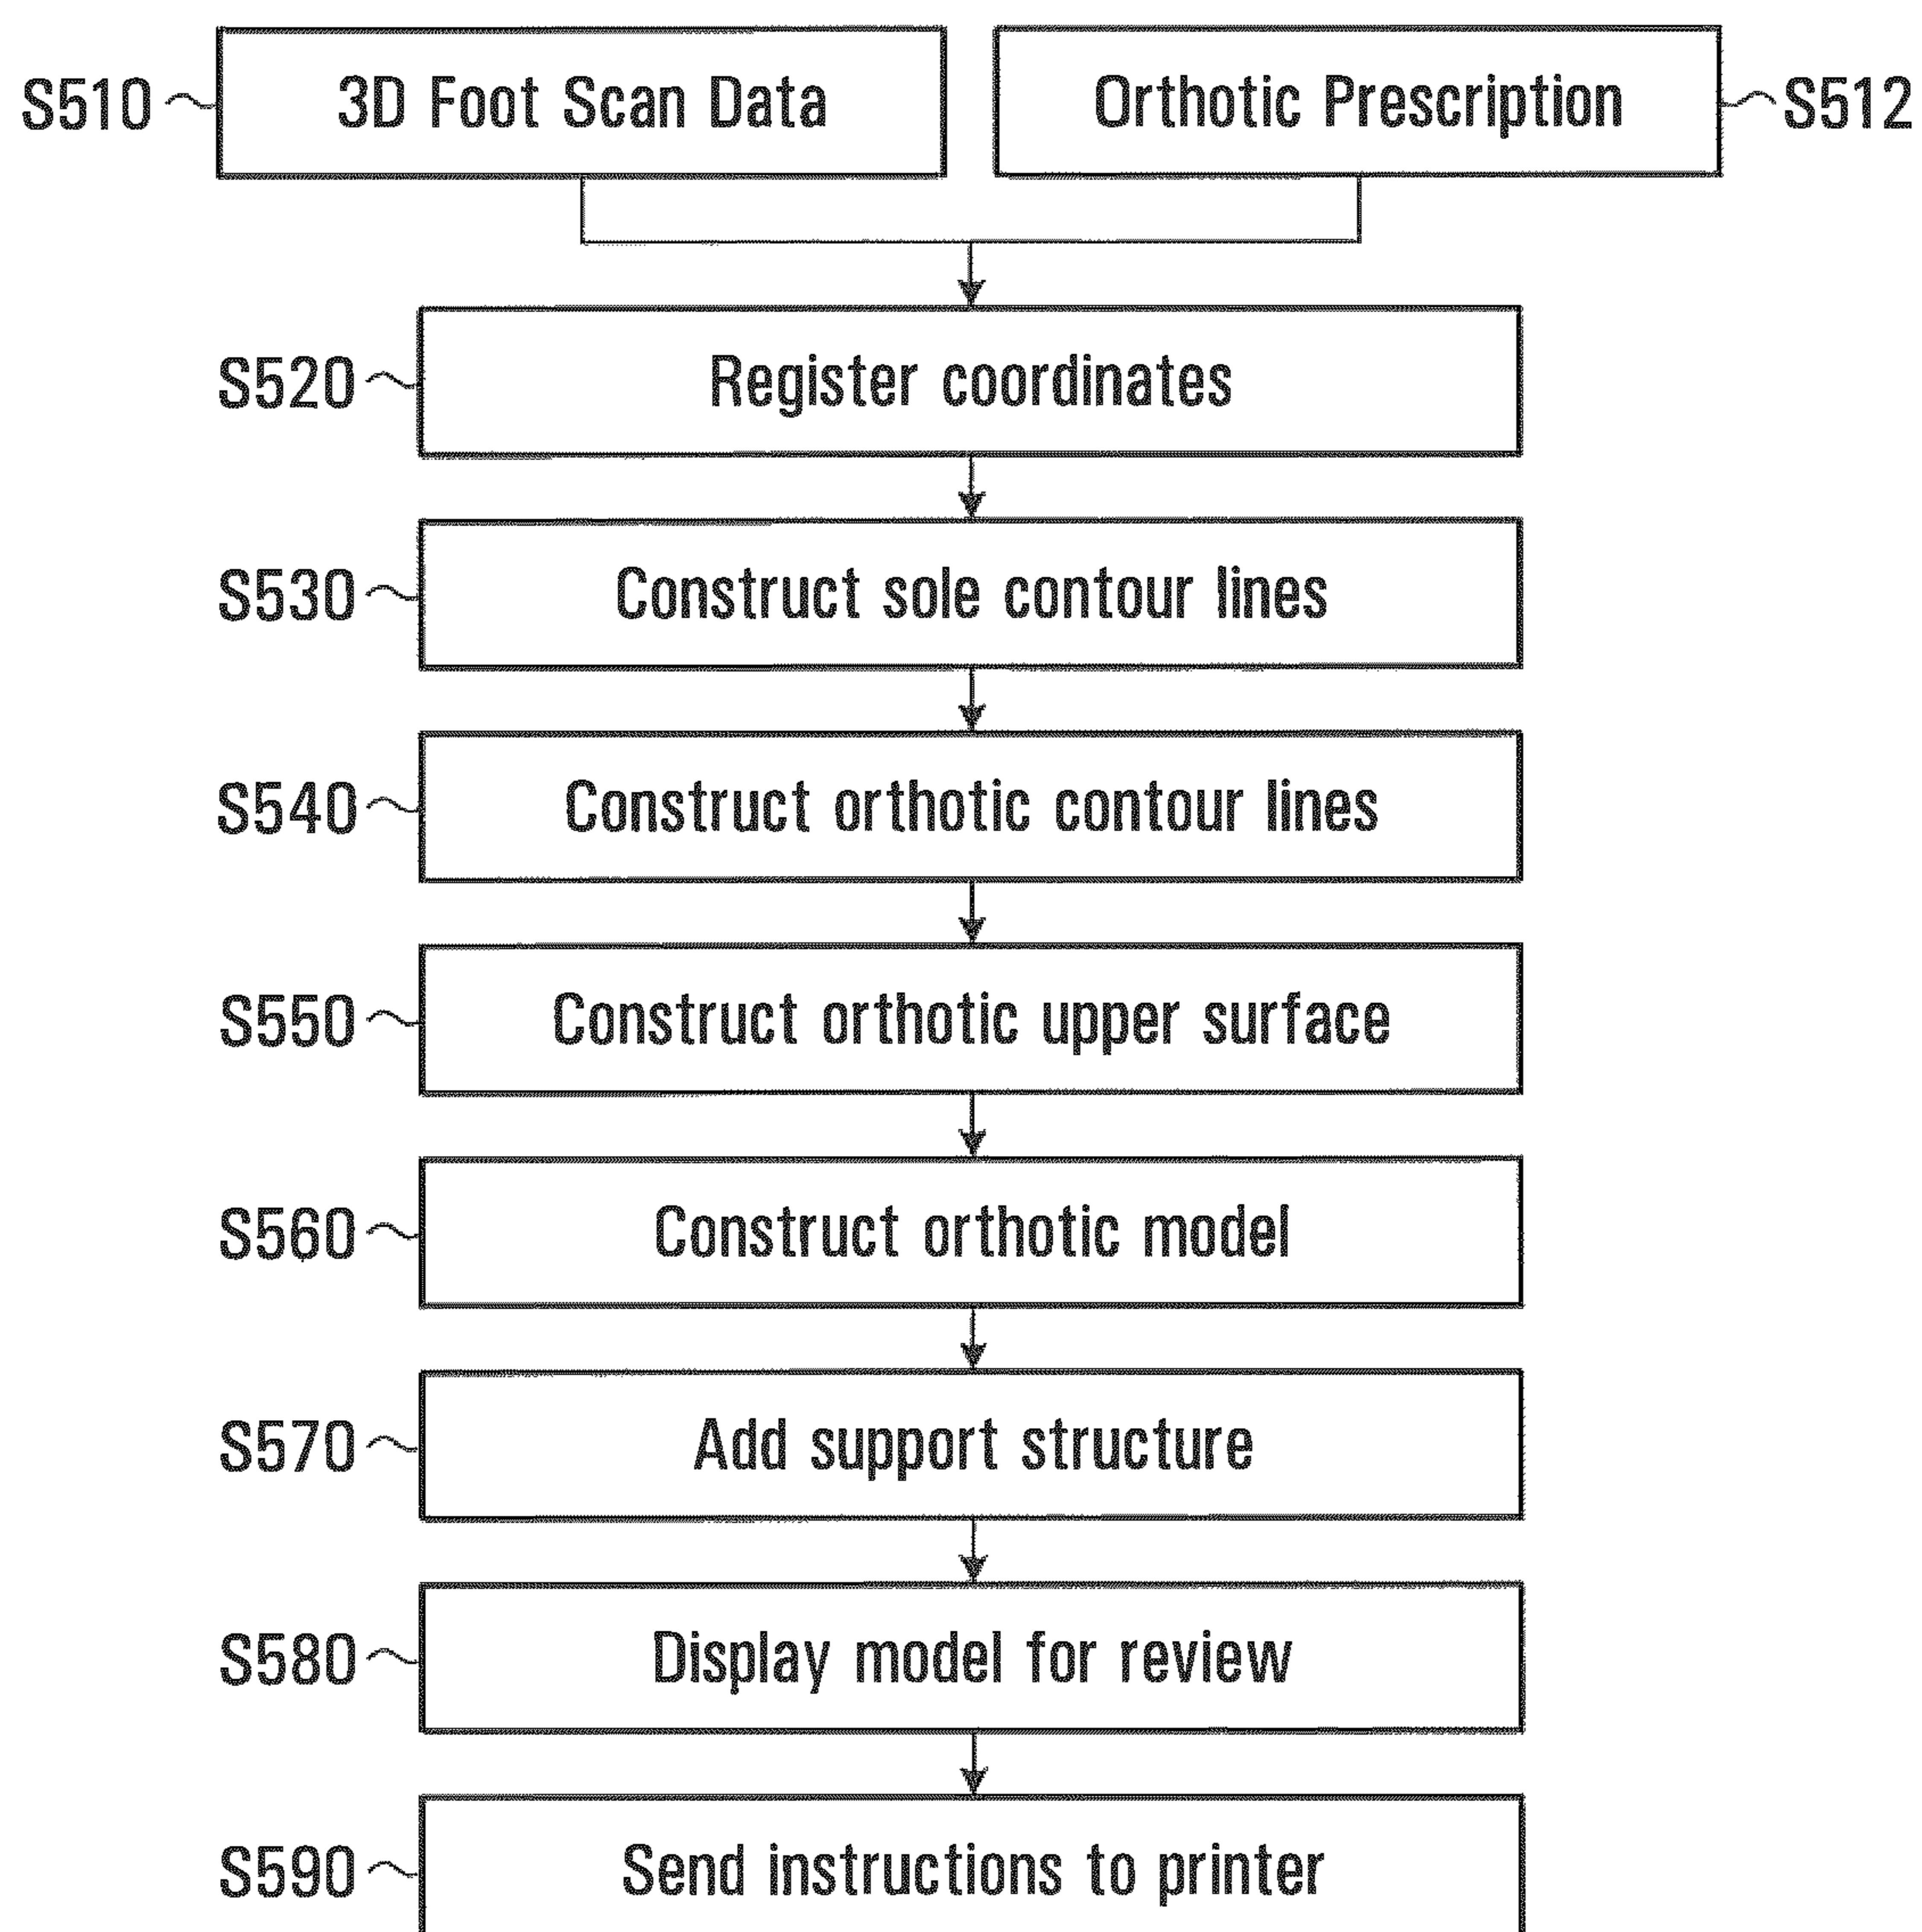 S510
3D Foot Scan Data
Orthotic Prescription
S512
S520
Register coordinates
S530
Construct sole contour lines
S540
Construct orthotic contour lines
S550
Construct orthotic upper surface
S560
Construct orthotic model
S570
Add support structure
S580
Display model for review
S590
Send instructions to printer